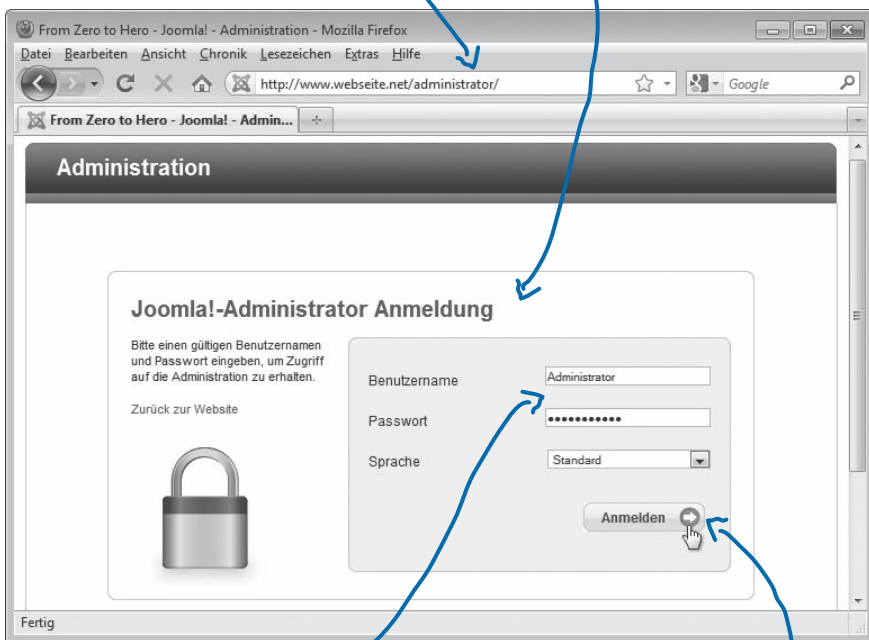 From Zero to Hero - Joomla! - Administration - Mozilla Firefox
Datei Bearbeiten Ansicht Chronik Lesezeichen Extras Hilfe
http://www.webseite.net/administrator/
Google
From Zero to Hero - Joomla! - Admin...
Administration
Joomla!-Administrator Anmeldung
Bitte einen gültigen Benutzernamen
und Passwort eingeben, um Zugriff
auf die Administration zu erhalten.
Zurück zur Website
Benutzername
Administrator
Passwort
•••••••••••
Sprache
Standard
Anmelden
Fertig